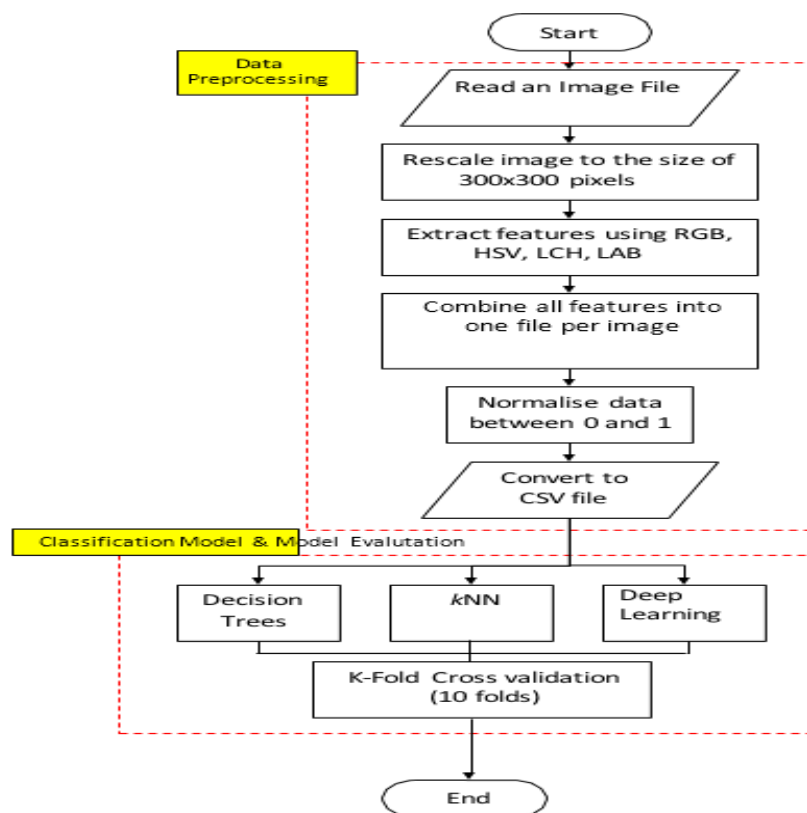 Start
Data
Preprocessing
Read an Image File
Rescale image to the size of
300x300 pixels
Extract features using RGB,
HSV, LCH, LAB
Combine all features into
one file per image
Normalise data
between 0 and 1
Convert to
CSV file
Classification Model & Model Evalutation
Decision
Trees
kNN
Deep
Learning
K-Fold Cross validation
(10 folds)
End